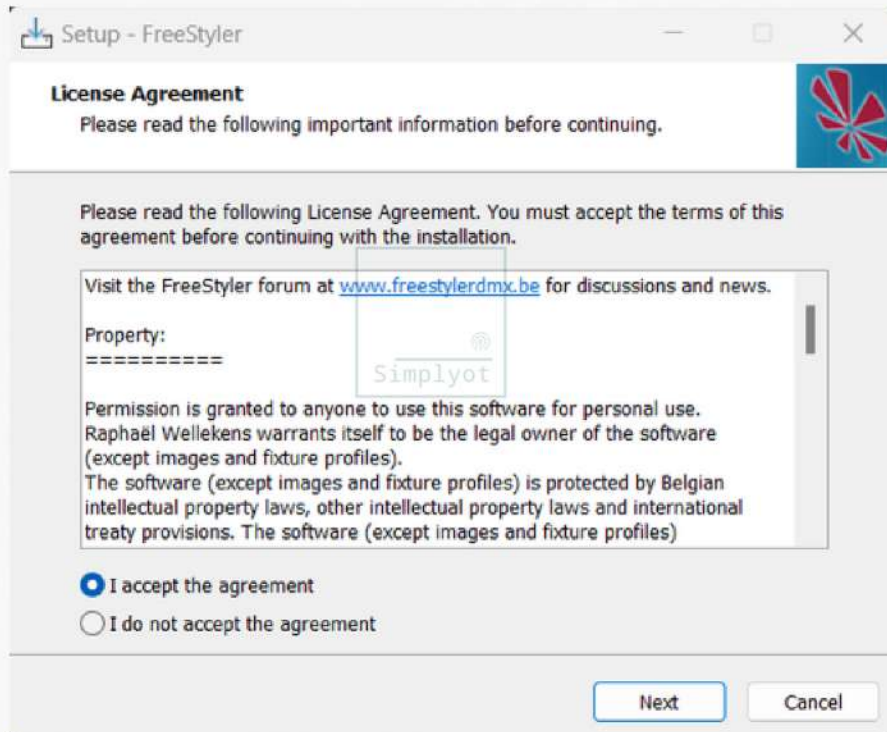 Setup - FreeStyler
License Agreement
Please read the following important information before continuing.
Please read the following License Agreement. You must accept the terms of this
agreement before continuing with the installation.
Visit the FreeStyler forum at www.freestylerdmx.be for discussions and news.
Property:
==========
Simplyot
Permission is granted to anyone to use this software for personal use.
Raphaël Wellekens warrants itself to be the legal owner of the software
(except images and fixture profiles).
The software (except images and fixture profiles) is protected by Belgian
intellectual property laws, other intellectual property laws and international
treaty provisions. The software (except images and fixture profiles)
I accept the agreement
I do not accept the agreement
Next
Cancel